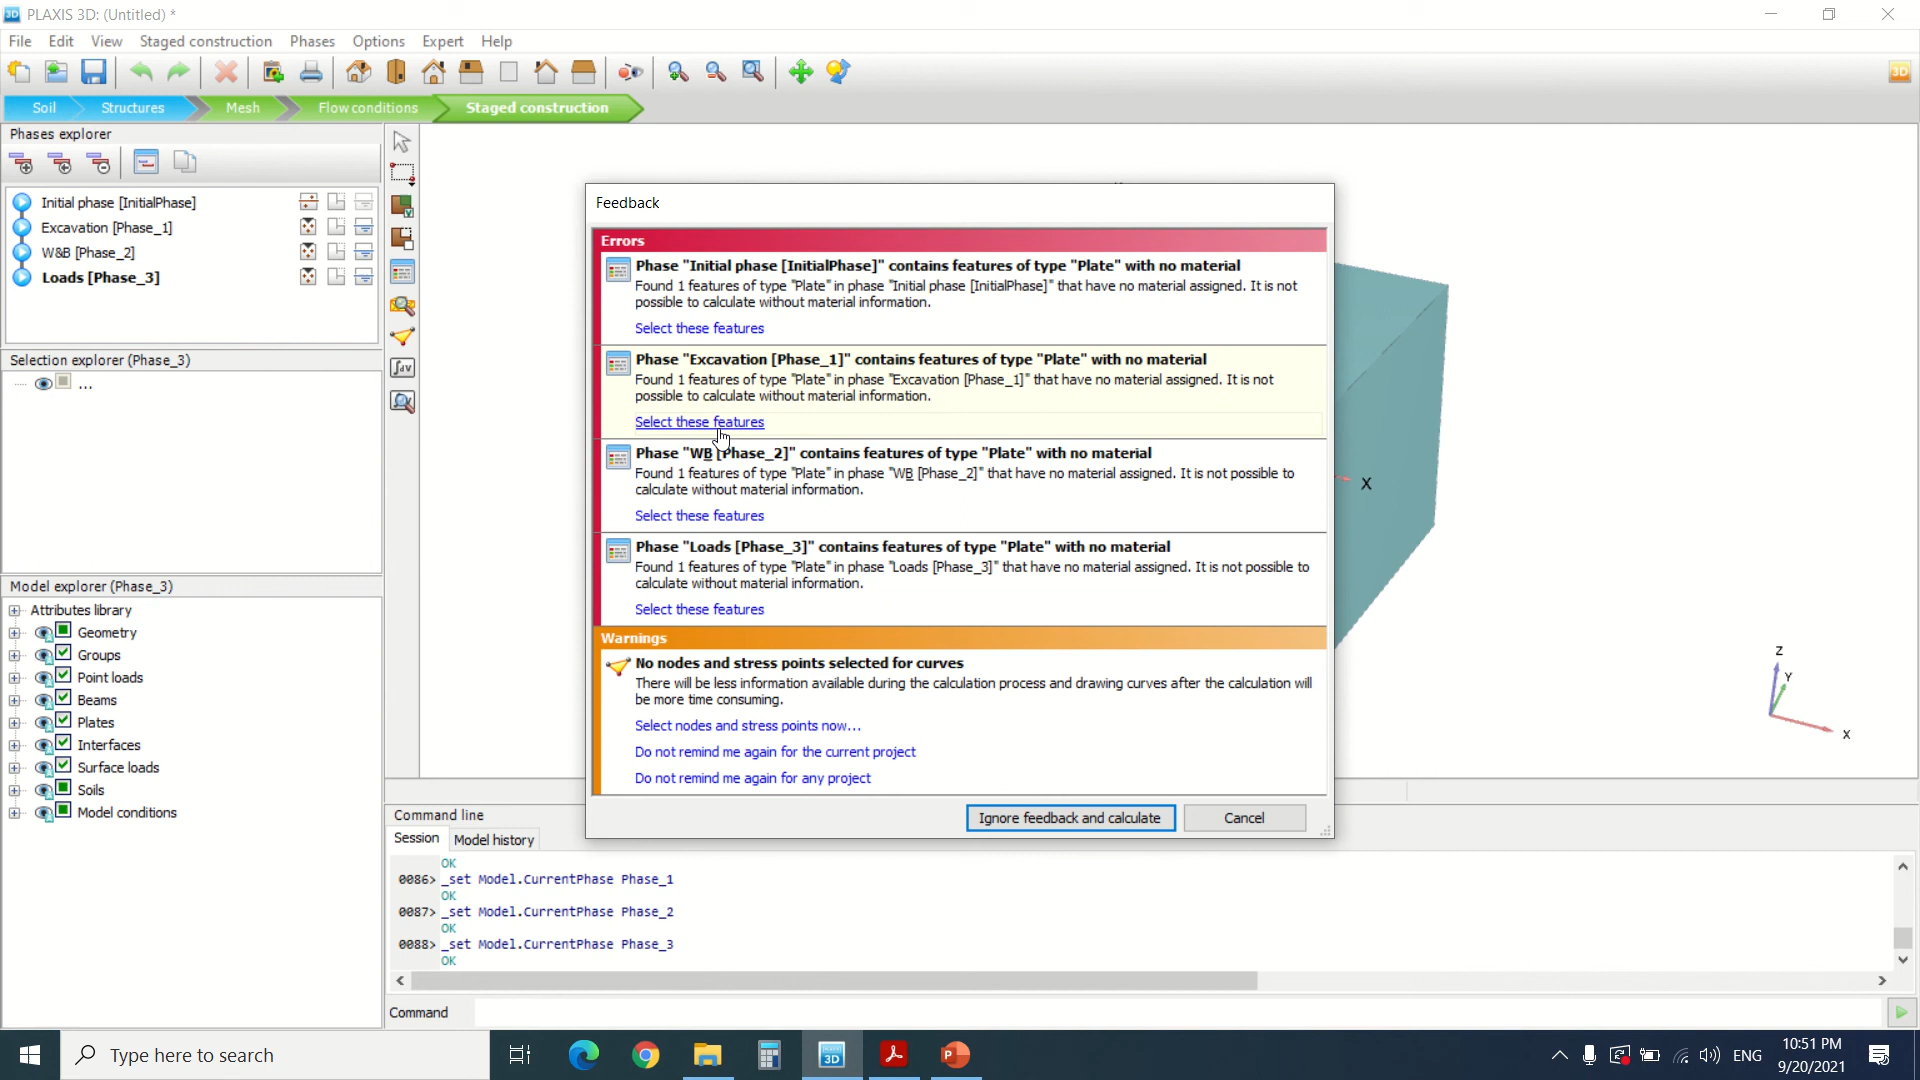 PLAXIS 3D: (Untitled) *
File Edit View Staged construction Phases Options Expert Help
3D
Soil Structures Mesh Flow conditions Staged construction
Phases explorer
Initial phase [InitialPhase]
Excavation [Phase_1]
W&B [Phase_2]
Loads [Phase_3]
Selection explorer (Phase_3)
...
Model explorer (Phase_3)
Attributes library
Geometry
Groups
Point loads
Beams
Plates
Interfaces
Surface loads
Soils
Model conditions
Feedback
Errors
Phase "Initial phase [InitialPhase]" contains features of type "Plate" with no material
Found 1 features of type "Plate" in phase "Initial phase [InitialPhase]" that have no material assigned. It is not
possible to calculate without material information.
Select these features
Phase "Excavation [Phase_1]" contains features of type "Plate" with no material
Found 1 features of type "Plate" in phase "Excavation [Phase_1]" that have no material assigned. It is not
possible to calculate without material information.
Select these features
Phase "WB [Phase_2]" contains features of type "Plate" with no material
Found 1 features of type "Plate" in phase "WB [Phase_2]" that have no material assigned. It is not possible to
calculate without material information.
Select these features
Phase "Loads [Phase_3]" contains features of type "Plate" with no material
Found 1 features of type "Plate" in phase "Loads [Phase_3]" that have no material assigned. It is not possible to
calculate without material information.
Select these features
Warnings
No nodes and stress points selected for curves
There will be less information available during the calculation process and drawing curves after the calculation will
be more time consuming.
Select nodes and stress points now...
Do not remind me again for the current project
Do not remind me again for any project
Ignore feedback and calculate Cancel
X
Z
Y
X
Command line
Session Model history
OK
0086> _set Model.CurrentPhase Phase_1
OK
0087> _set Model.CurrentPhase Phase_2
OK
0088> _set Model.CurrentPhase Phase_3
OK
Command
Type here to search
3D
ENG
10:51 PM
9/20/2021